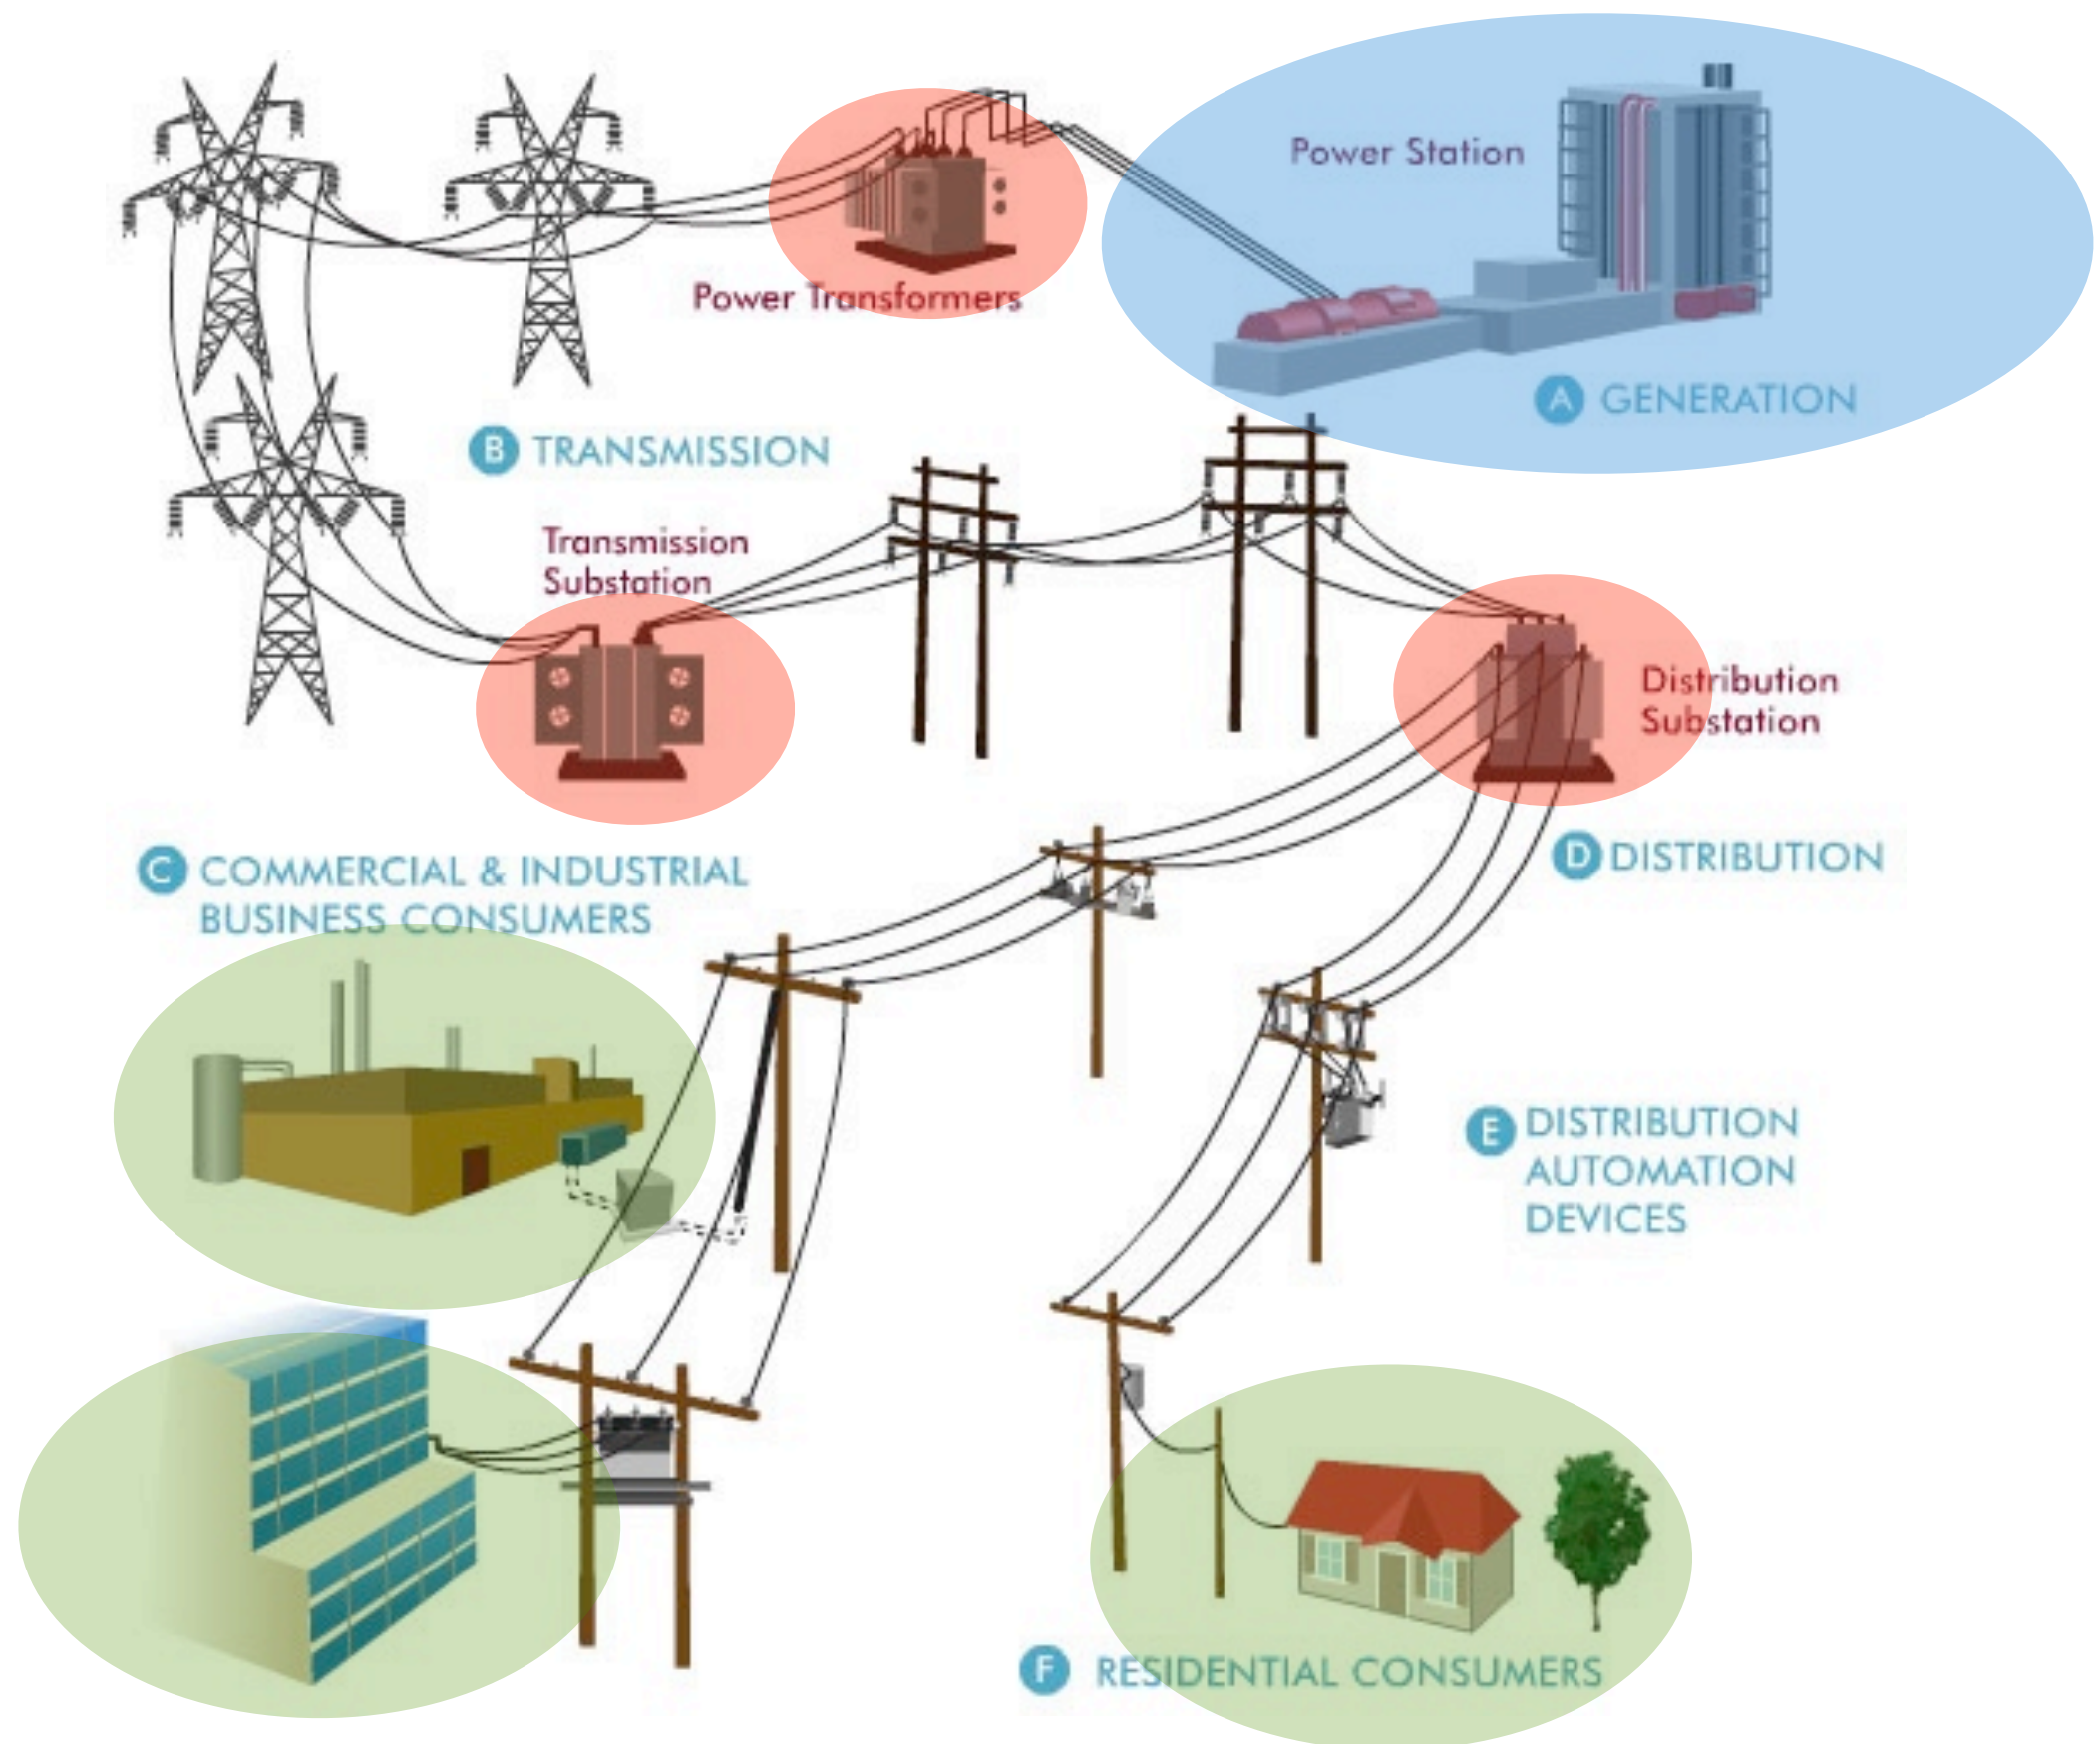 Power Station
Power Transformers
A GENERATION
B TRANSMISSION
Transmission
Substation
Distribution
Substation
C COMMERCIAL & INDUSTRIAL
BUSINESS CONSUMERS
D DISTRIBUTION
E DISTRIBUTION
AUTOMATION
DEVICES
F RESIDENTIAL CONSUMERS